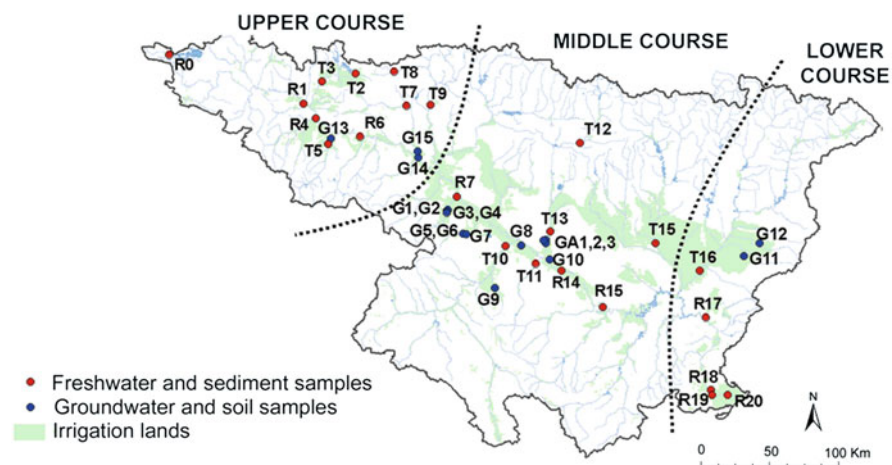 UPPER COURSE
MIDDLE COURSE
LOWER
COURSE
R0
T3
T2
T8
R1
T7
T9
R4
G13
R6
T5
G15
G14
T12
R7
G1,G2
G3,G4
G5,G6
G7
G8
T13
GA1,2,3
T10
G10
T11
R14
G9
R15
T15
G12
G11
T16
R17
R18
R19
R20
Freshwater and sediment samples
Groundwater and soil samples
Irrigation lands
N
0 100 Km